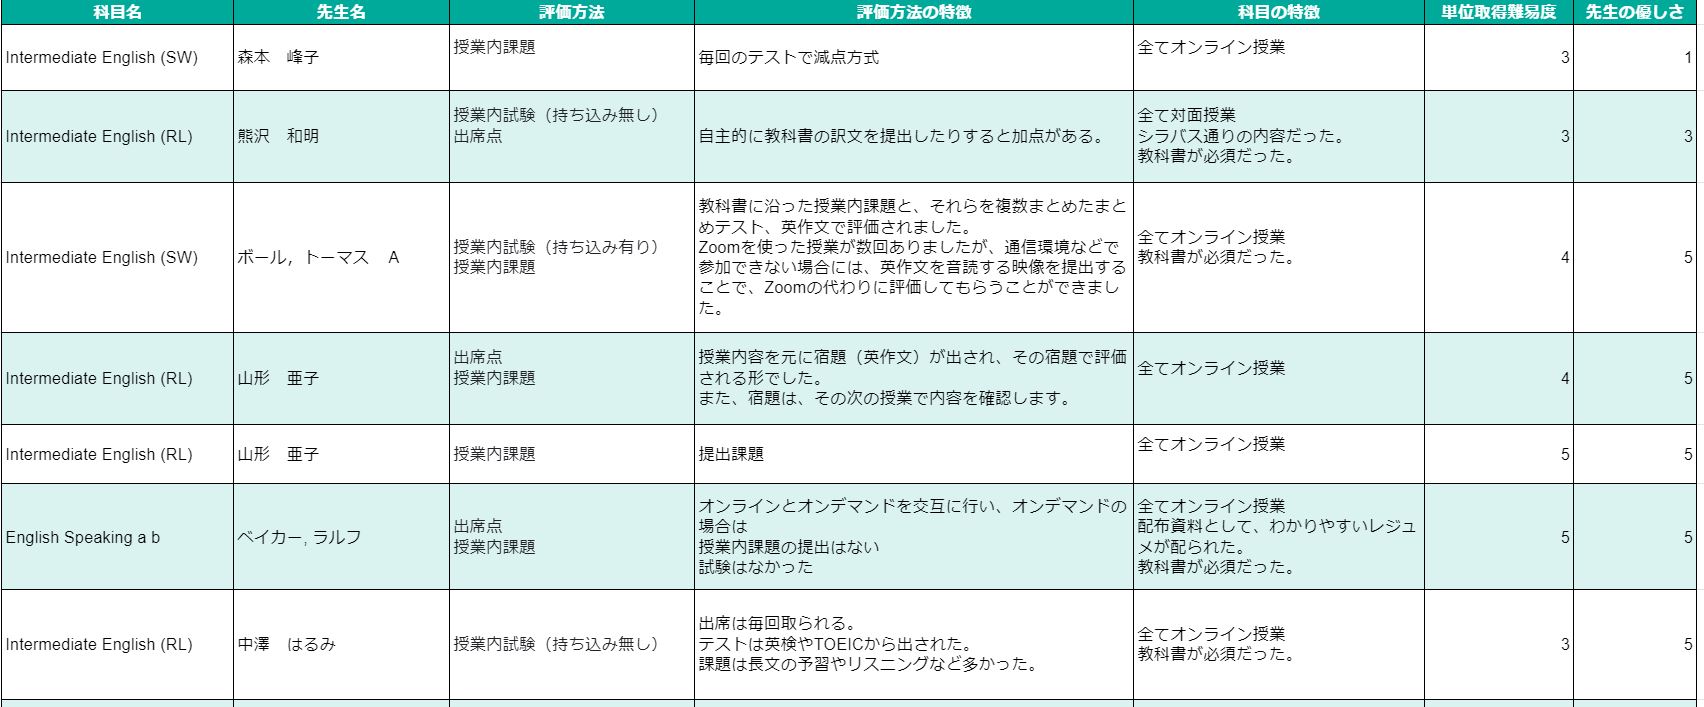 科目名 先生名 評価方法 評価方法の特徴 科目の特徴 単位取得難易度 先生の優しさ
Intermediate English (SW) 森本　峰子 授業内課題 毎回のテストで減点方式 全てオンライン授業 3 1
Intermediate English (RL) 熊沢　和明 授業内試験（持ち込み無し）
出席点 自主的に教科書の訳文を提出したりすると加点がある。 全て対面授業
シラバス通りの内容だった。
教科書が必須だった。 3 3
Intermediate English (SW) ボール，トーマス　A 授業内試験（持ち込み有り）
授業内課題 教科書に沿った授業内課題と、それらを複数まとめたまと
めテスト、英作文で評価されました。
Zoomを使った授業が数回ありましたが、通信環境などで
参加できない場合には、英作文を音読する映像を提出する
ことで、Zoomの代わりに評価してもらうことができまし
た。 全てオンライン授業
教科書が必須だった。 4 5
Intermediate English (RL) 山形　亜子 出席点
授業内課題 授業内容を元に宿題（英作文）が出され、その宿題で評価
される形でした。
また、宿題は、その次の授業で内容を確認します。 全てオンライン授業 4 5
Intermediate English (RL) 山形　亜子 授業内課題 提出課題 全てオンライン授業 5 5
English Speaking a b ベイカー, ラルフ 出席点
授業内課題 オンラインとオンデマンドを交互に行い、オンデマンドの
場合は
授業内課題の提出はない
試験はなかった 全てオンライン授業
配布資料として、わかりやすいレジュ
メが配られた。
教科書が必須だった。 5 5
Intermediate English (RL) 中澤　はるみ 授業内試験（持ち込み無し） 出席は毎回取られる。
テストは英検やTOEICから出された。
課題は長文の予習やリスニングなど多かった。 全てオンライン授業
教科書が必須だった。 3 5